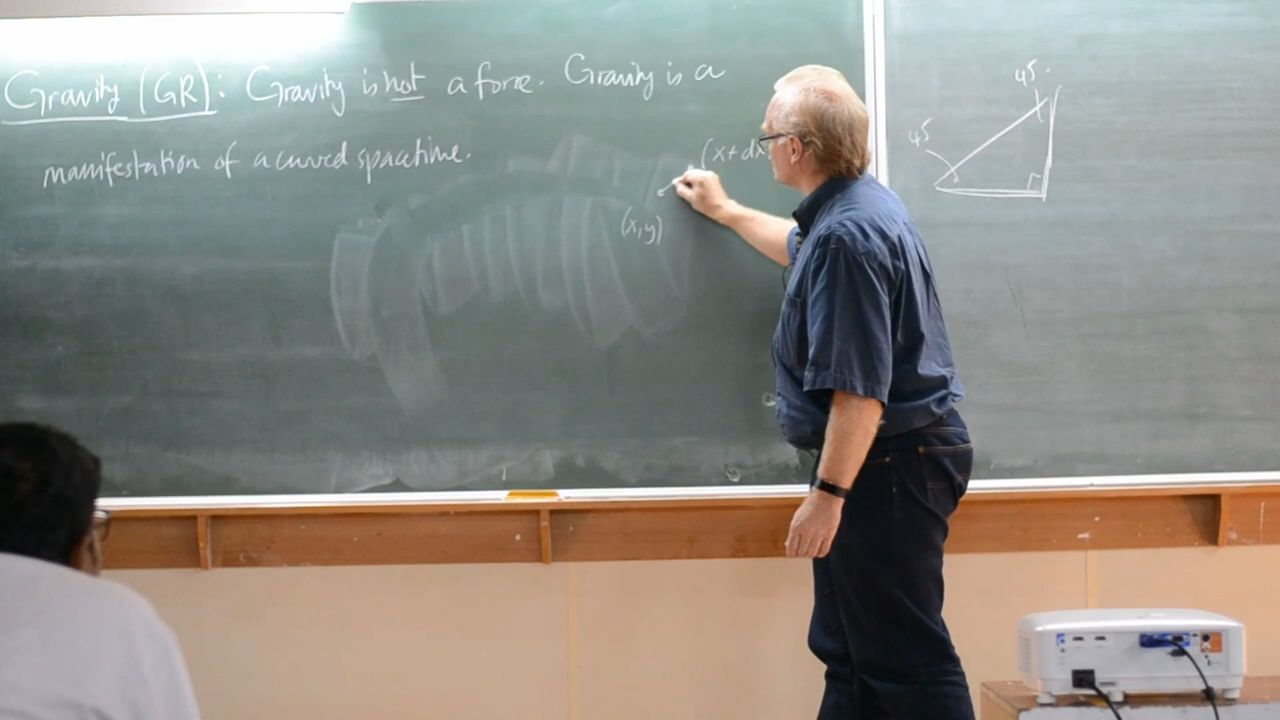 Gravity (GR): Gravity is not a force. Gravity is a
manifestation of a curved spacetime.
(x+dx
(x,y)
45
45